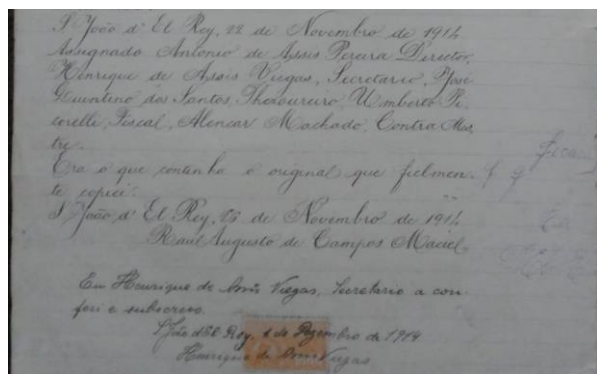 S. João d' El Rey, 22 de Novembro de 1914
Assignado Antonio de Assis Pereira Director,
Henrique de Assis Viegas, Secretario, José
Quintino dos Santos, Thesoureiro, Umberto Pi-
corelli, Fiscal, Alencar Machado, Contra Mes-
tre.
Era o que continha o original que fielmen-
te copiei.
S. João d' El Rey, 26 de Novembro de 1914
Raul Augusto de Campos Maciel
Eu Henrique de Assis Viegas, Secretario a con-
feri e subscrevo.
S. João d'El Rey, 1 de Dezembro de 1914
Henrique de Assis Viegas